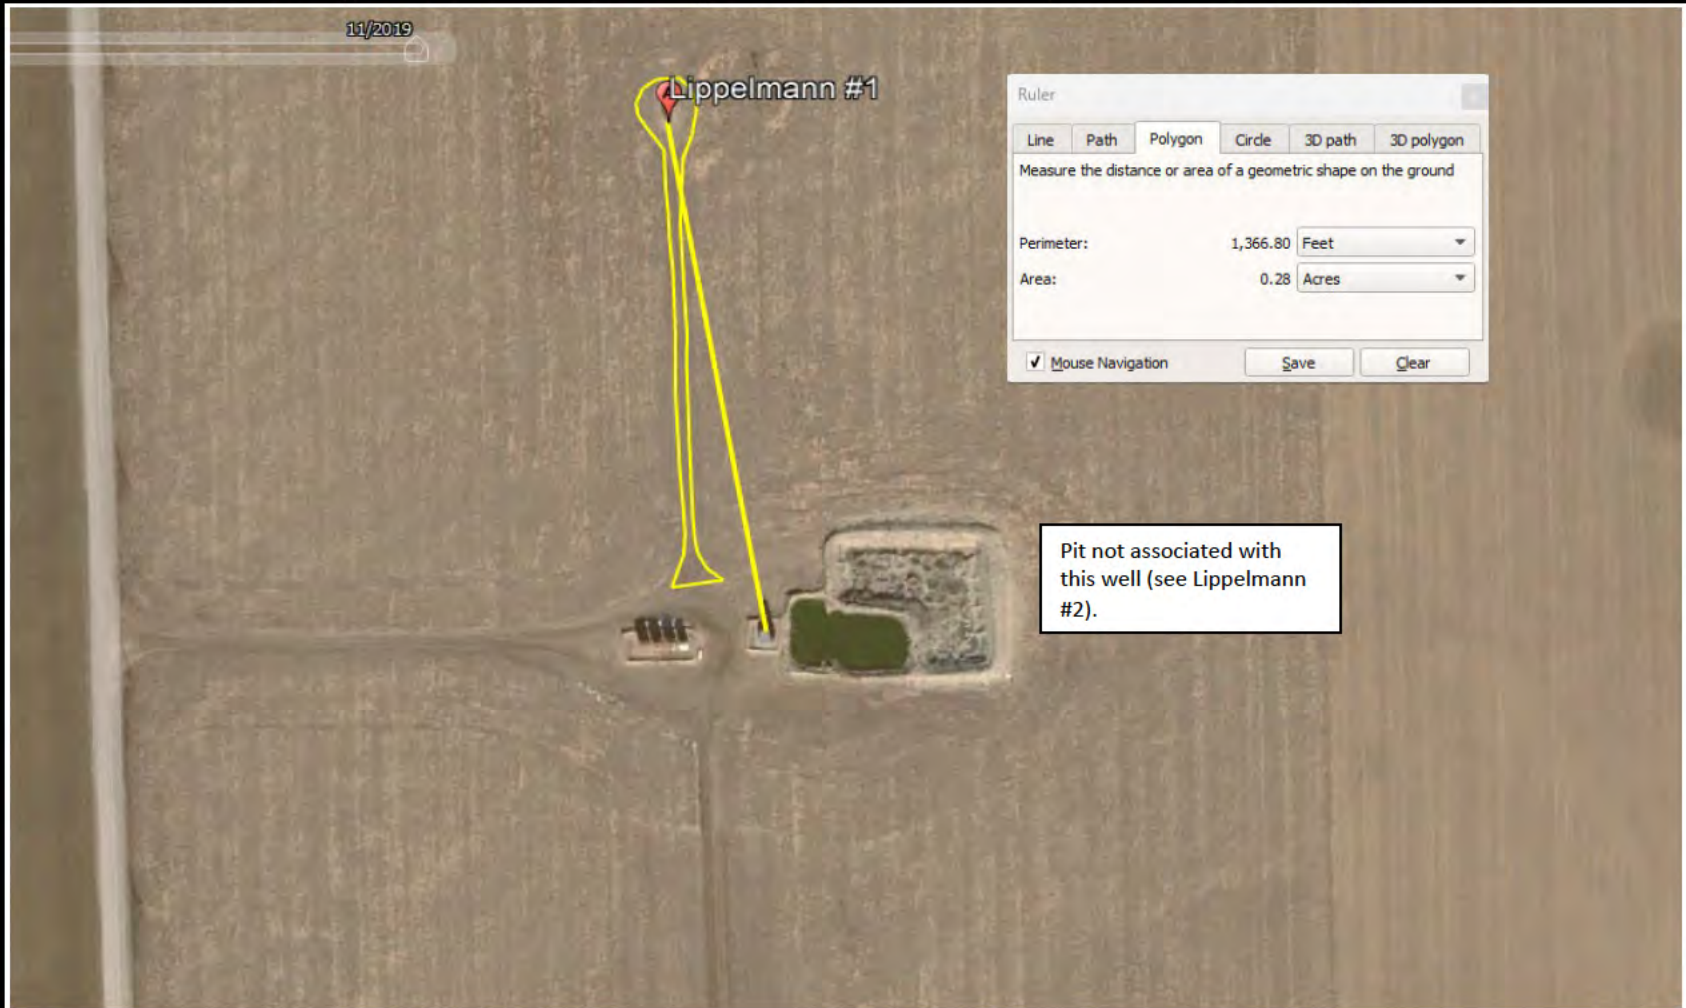 11/2019
Lippelmann #1
Ruler
Line Path Polygon Circle 3D path 3D polygon
Measure the distance or area of a geometric shape on the ground
Perimeter: 1,366.80 Feet
Area: 0.28 Acres
Mouse Navigation Save Clear
Pit not associated with
this well (see Lippelmann
#2).